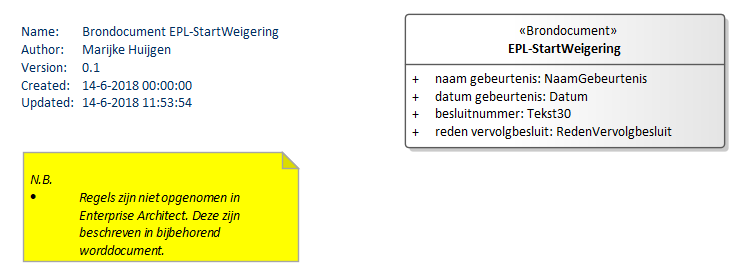 Name: Brondocument EPL-StartWeigering
Author: Marijke Huijgen
Version: 0.1
Created: 14-6-2018 00:00:00
Updated: 14-6-2018 11:53:54
«Brondocument»
EPL-StartWeigering
+ naam gebeurtenis: NaamGebeurtenis
+ datum gebeurtenis: Datum
+ besluitnummer: Tekst30
+ reden vervolgbesluit: RedenVervolgbesluit
N.B.
• Regels zijn niet opgenomen in
Enterprise Architect. Deze zijn
beschreven in bijbehorend
worddocument.